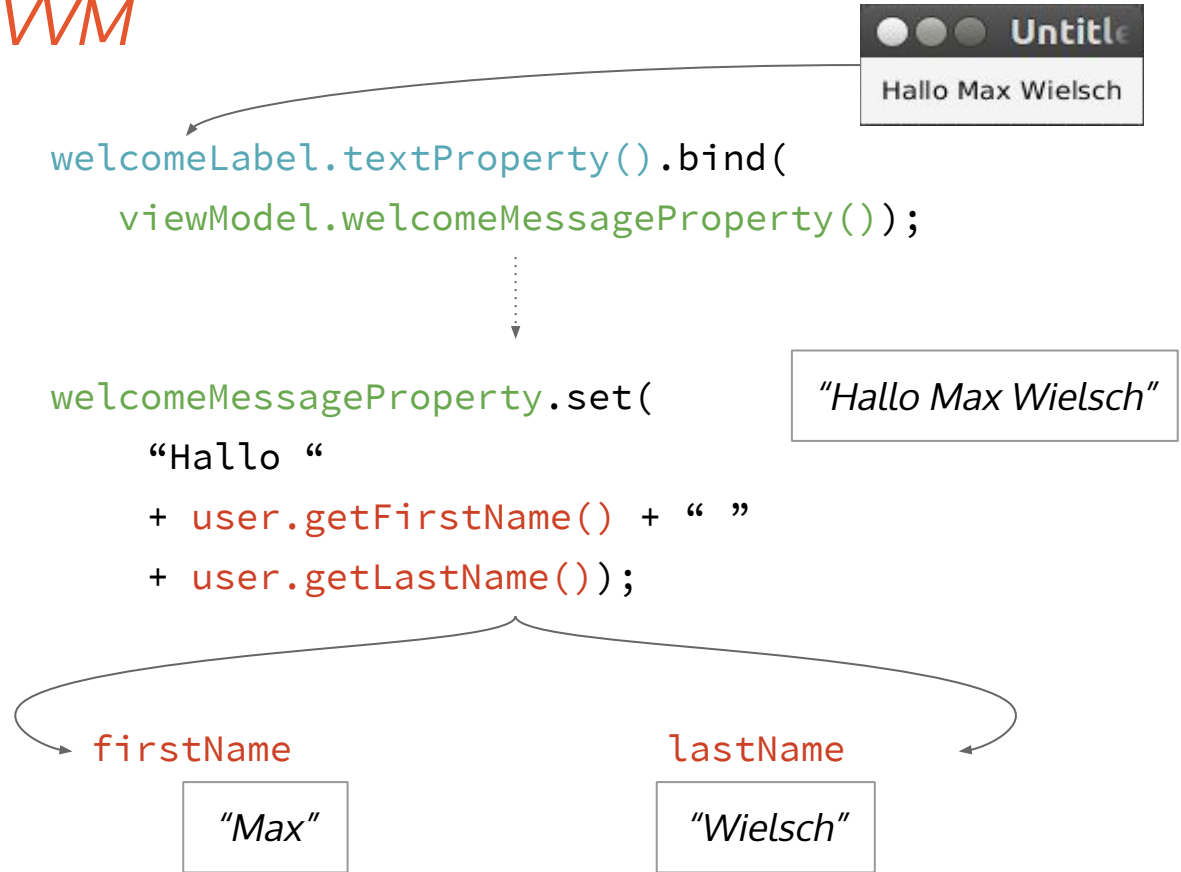 VVM
Untitle
Hallo Max Wielsch
welcomeLabel.textProperty().bind(
viewModel.welcomeMessageProperty());
welcomeMessageProperty.set(
"Hallo Max Wielsch"
“Hallo “
+ user.getFirstName() + “ ”
+ user.getLastName());
firstName
lastName
"Max"
"Wielsch"